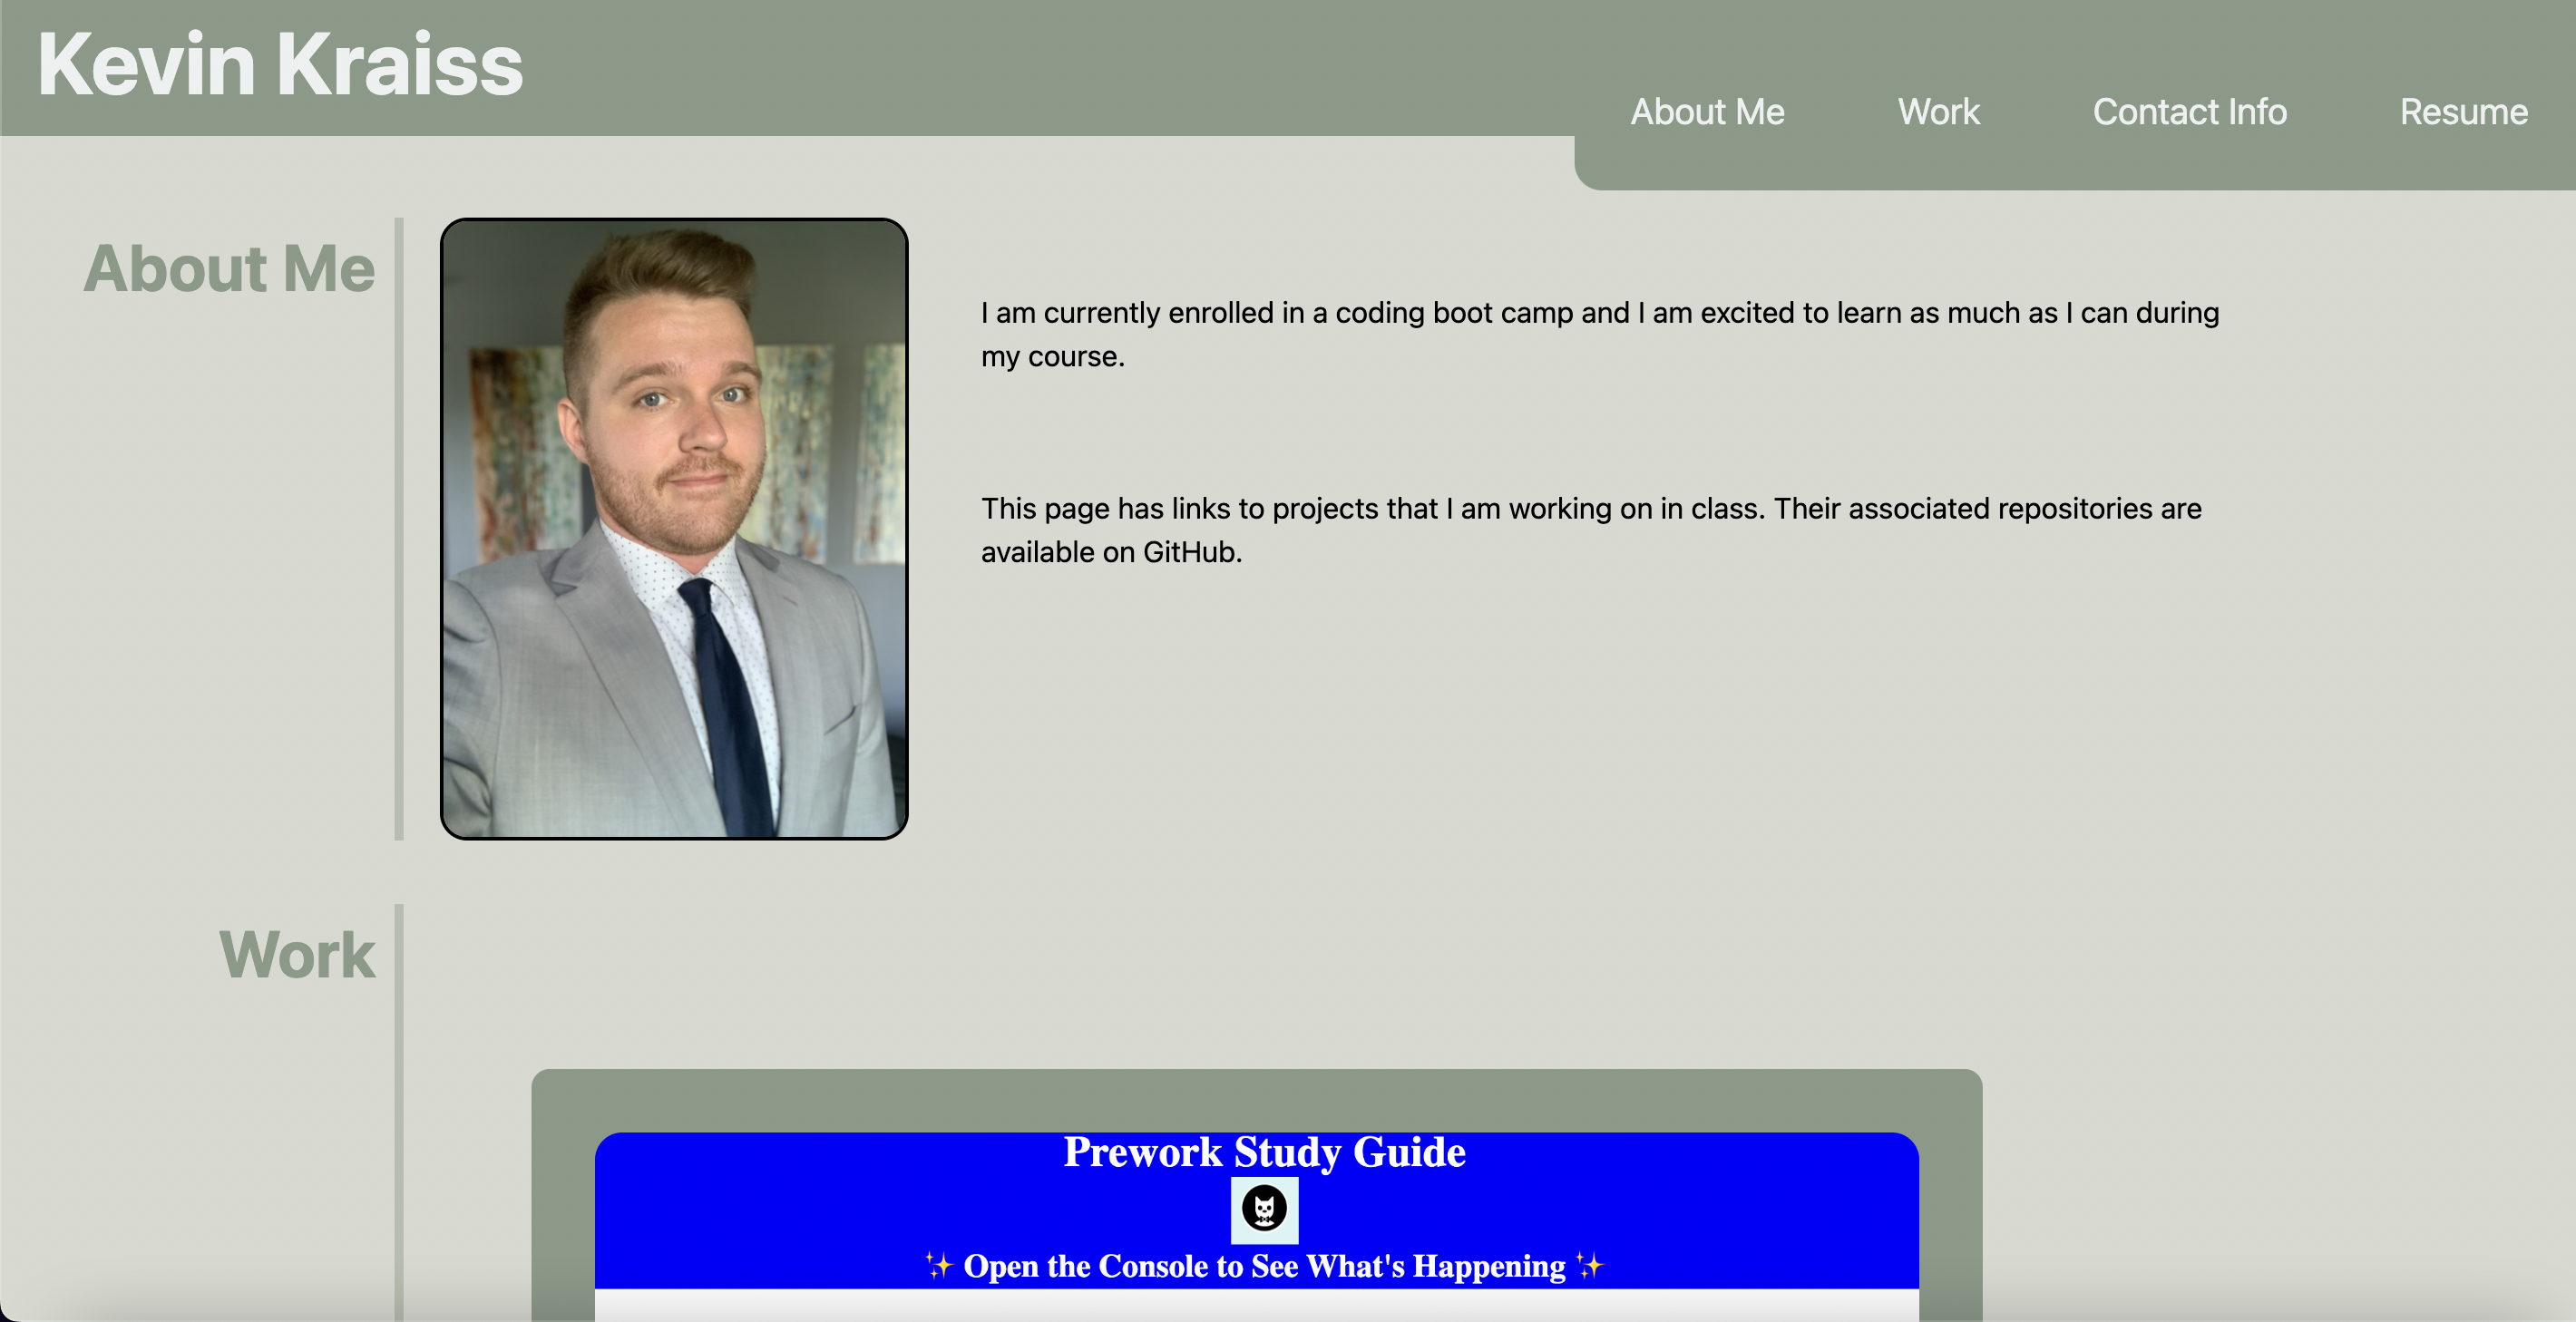 Kevin Kraiss
About Me
Work
Contact Info
Resume
About Me
I am currently enrolled in a coding boot camp and I am excited to learn as much as I can during
my course.
This page has links to projects that I am working on in class. Their associated repositories are
available on GitHub.
Work
Prework Study Guide
✨ Open the Console to See What's Happening ✨